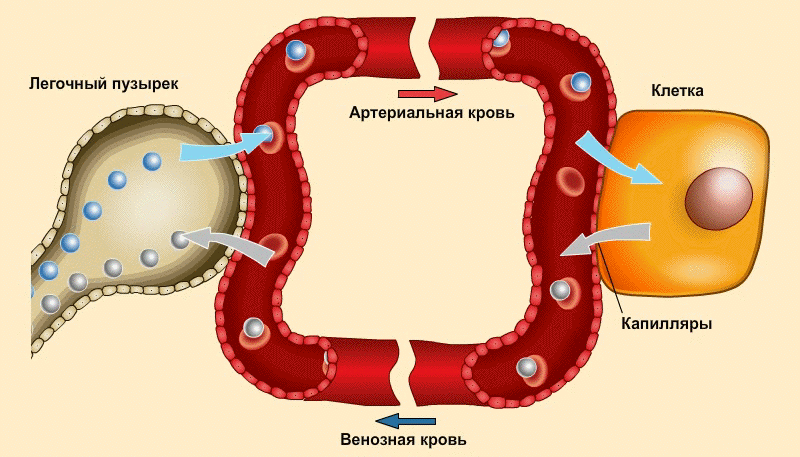 Легочный пузырек
Артериальная кровь
Клетка
Капилляры
Венозная кровь